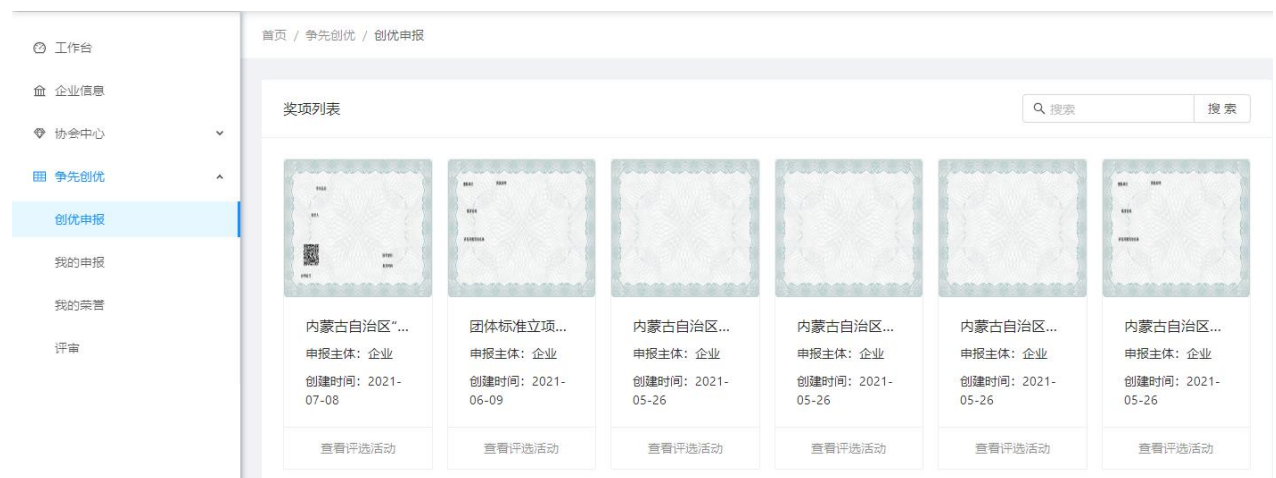 首页 / 争先创优 / 创优申报
工作台
企业信息
协会中心
争先创优
创优申报
我的申报
我的荣誉
评审
奖项列表
搜索
搜 索
内蒙古自治区“...
申报主体：企业
创建时间：2021-
07-08
查看评选活动
团体标准立项...
申报主体：企业
创建时间：2021-
06-09
查看评选活动
内蒙古自治区...
申报主体：企业
创建时间：2021-
05-26
查看评选活动
内蒙古自治区...
申报主体：企业
创建时间：2021-
05-26
查看评选活动
内蒙古自治区...
申报主体：企业
创建时间：2021-
05-26
查看评选活动
内蒙古自治区...
申报主体：企业
创建时间：2021-
05-26
查看评选活动